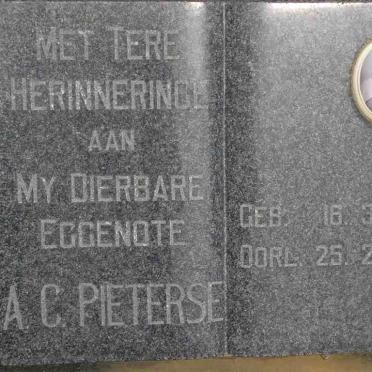 MET TERE
HERINNERINGE
AAN
MY DIERBARE
EGGENOTE
A. C. PIETERSE
GEB. 16. 3
OORL. 25. 2